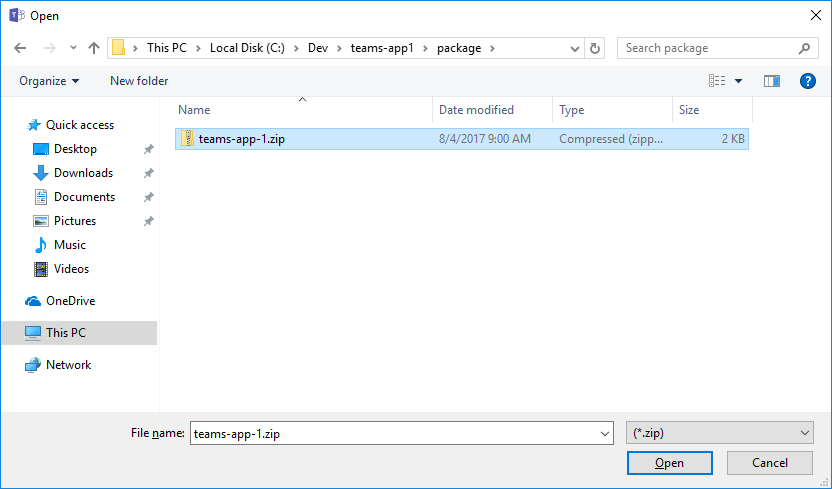 Open
This PC > Local Disk (C:) > Dev > teams-app1 > package >
Search package
Organize New folder
Name Date modified Type Size
teams-app-1.zip 8/4/2017 9:00 AM Compressed (zipp... 2 KB
Quick access
Desktop
Downloads
Documents
Pictures
Music
Videos
OneDrive
This PC
Network
File name: teams-app-1.zip (*.zip)
Open Cancel